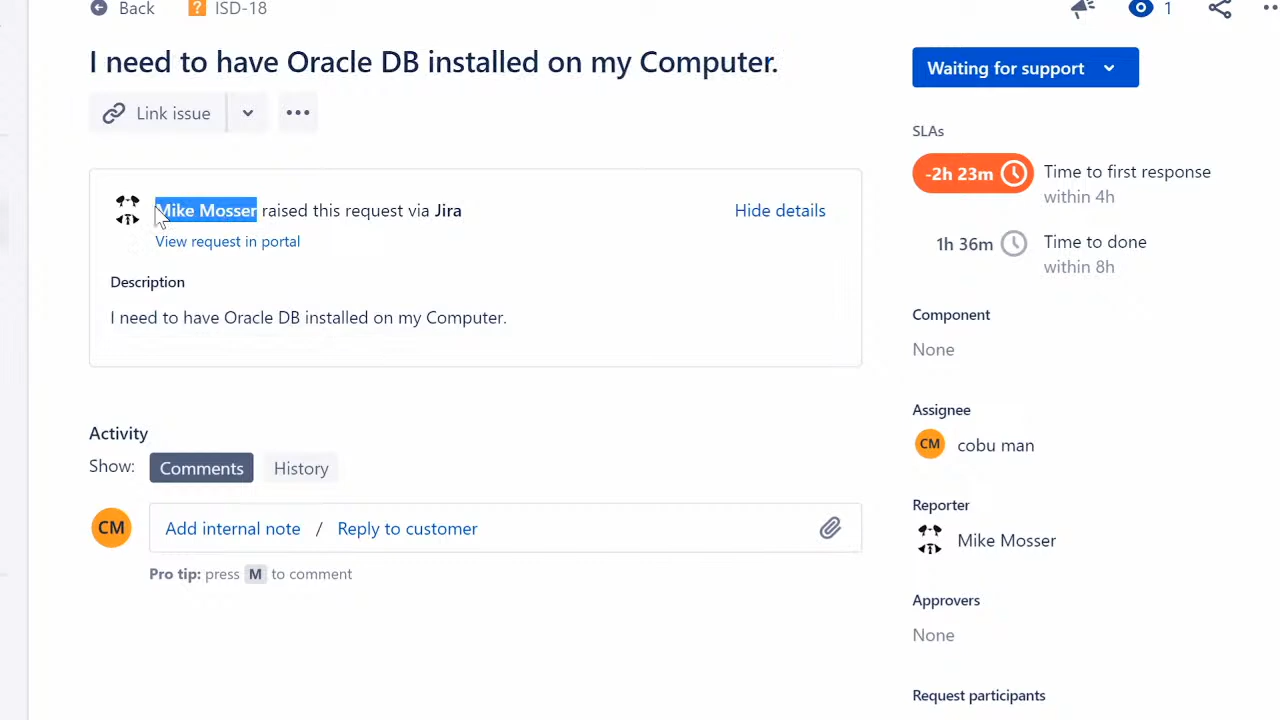 Back
ISD-18
1
I need to have Oracle DB installed on my Computer.
Waiting for support
Link issue
SLAs
-2h 23m
Time to first response
within 4h
Mike Mosser raised this request via Jira
Hide details
View request in portal
1h 36m
Time to done
within 8h
Description
I need to have Oracle DB installed on my Computer.
Component
None
Assignee
CM cobu man
Activity
Show: Comments History
Reporter
Mike Mosser
CM
Add internal note / Reply to customer
Pro tip: press M to comment
Approvers
None
Request participants